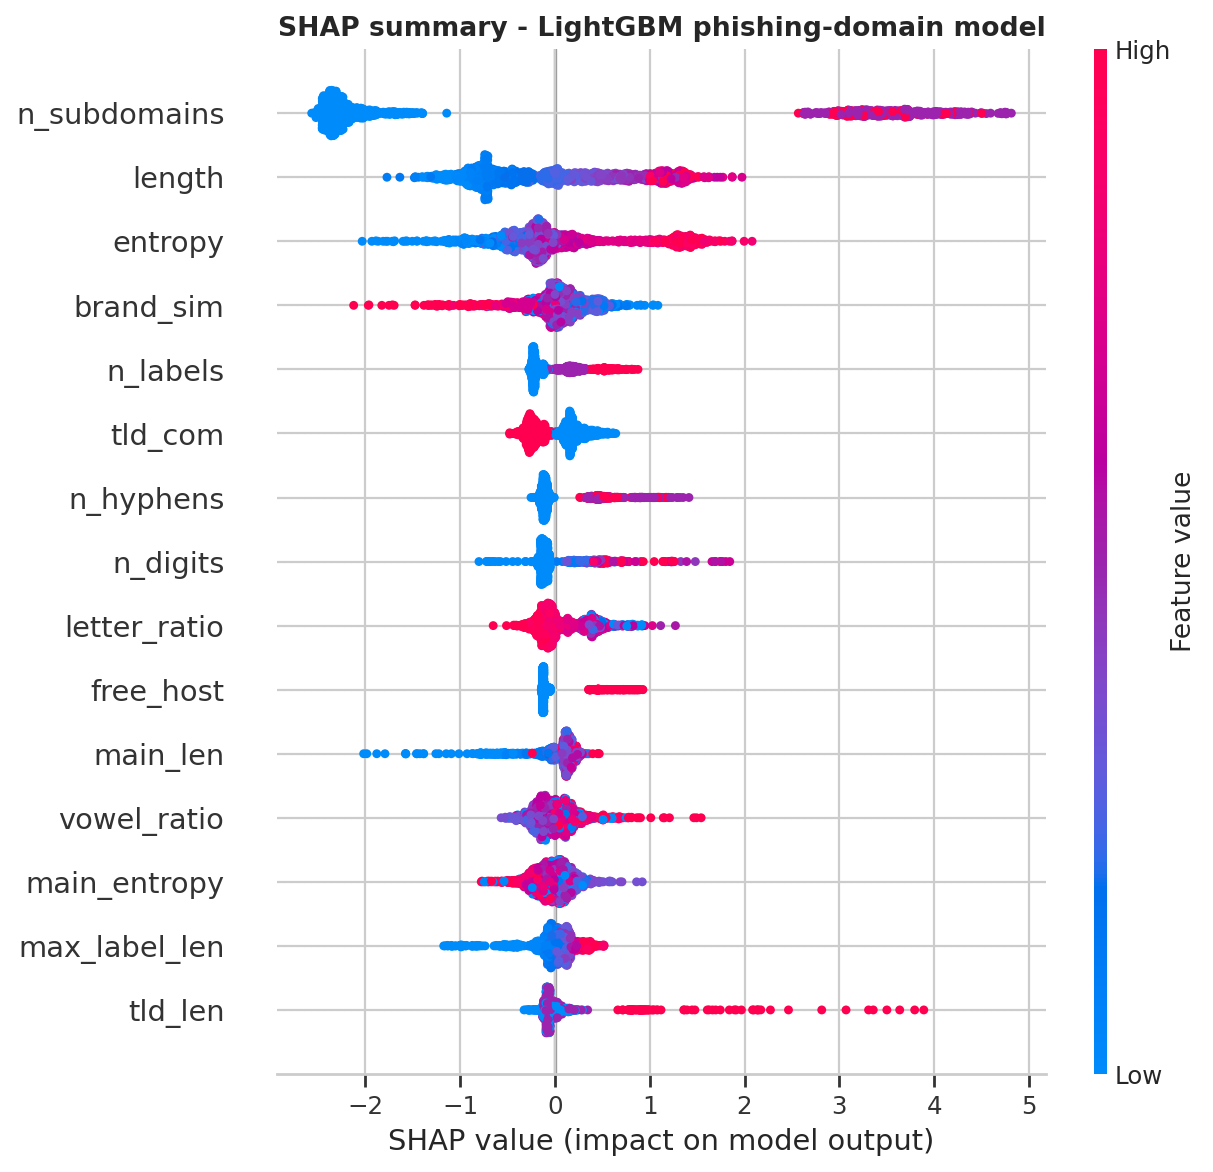 SHAP summary - LightGBM phishing-domain model
High
n_subdomains
length
entropy
brand_sim
n_labels
tld_com
n_hyphens
n_digits
letter_ratio
free_host
main_len
vowel_ratio
main_entropy
max_label_len
tld_len
Feature value
Low
−2 −1 0 1 2 3 4 5
SHAP value (impact on model output)